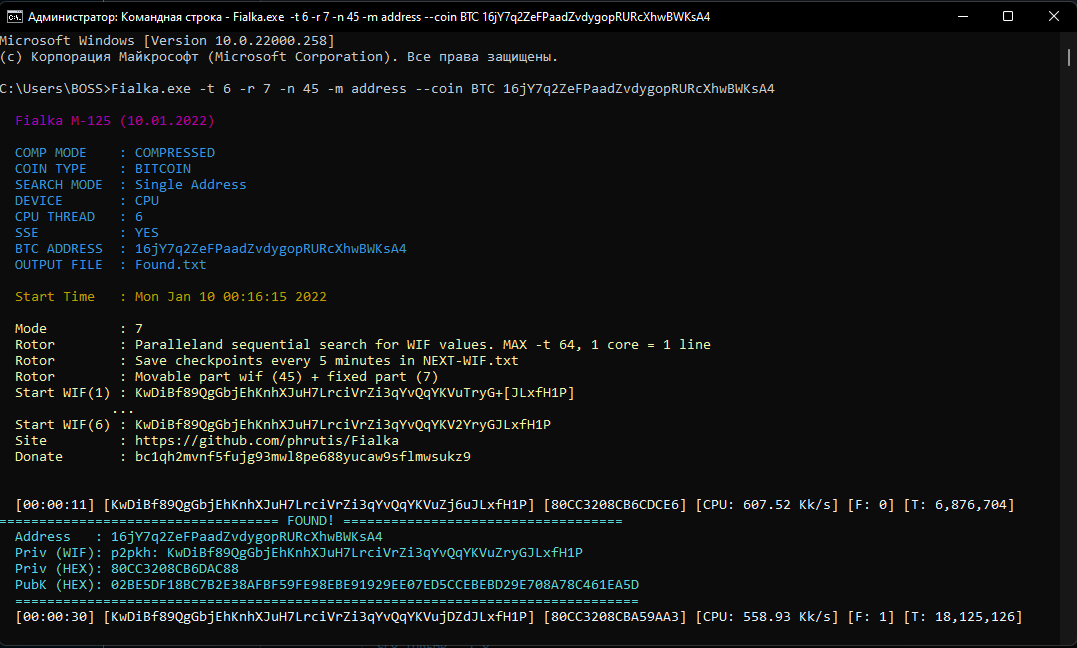 Администратор: Командная строка - Fialka.exe -t 6 -r 7 -n 45 -m address --coin BTC 16jY7q2ZeFPaadZvdygopRURcXhwBWKsA4
Microsoft Windows [Version 10.0.22000.258]
(c) Корпорация Майкрософт (Microsoft Corporation). Все права защищены.
C:\Users\BOSS>Fialka.exe -t 6 -r 7 -n 45 -m address --coin BTC 16jY7q2ZeFPaadZvdygopRURcXhwBWKsA4
Fialka M-125 (10.01.2022)
COMP MODE : COMPRESSED
COIN TYPE : BITCOIN
SEARCH MODE : Single Address
DEVICE : CPU
CPU THREAD : 6
SSE : YES
BTC ADDRESS : 16jY7q2ZeFPaadZvdygopRURcXhwBWKsA4
OUTPUT FILE : Found.txt
Start Time : Mon Jan 10 00:16:15 2022
Mode : 7
Rotor : Paralleland sequential search for WIF values. MAX -t 64, 1 core = 1 line
Rotor : Save checkpoints every 5 minutes in NEXT-WIF.txt
Rotor : Movable part wif (45) + fixed part (7)
Start WIF(1) : KwDiBf89QgGbjEhKnhXJuH7LrciVrZi3qYvQqYKVuTryG+[JLxfH1P]
...
Start WIF(6) : KwDiBf89QgGbjEhKnhXJuH7LrciVrZi3qYvQqYKV2YryGJLxfH1P
Site : https://github.com/phrutis/Fialka
Donate : bc1qh2mvnf5fujg93mwl8pe688yucaw9sflmwsukz9
[00:00:11] [KwDiBf89QgGbjEhKnhXJuH7LrciVrZi3qYvQqYKVuZj6uJLxfH1P] [80CC3208CB6CDCE6] [CPU: 607.52 Kk/s] [F: 0] [T: 6,876,704]
================================== FOUND! ===================================
Address : 16jY7q2ZeFPaadZvdygopRURcXhwBWKsA4
Priv (WIF): p2pkh: KwDiBf89QgGbjEhKnhXJuH7LrciVrZi3qYvQqYKVuZryGJLxfH1P
Priv (HEX): 80CC3208CB6DAC88
PubK (HEX): 02BE5DF18BC7B2E38AFBF59FE98EBE91929EE07ED5CCEBEBD29E708A78C461EA5D
==============================================================================
[00:00:30] [KwDiBf89QgGbjEhKnhXJuH7LrciVrZi3qYvQqYKVujDZdJLxfH1P] [80CC3208CBA59AA3] [CPU: 558.93 Kk/s] [F: 1] [T: 18,125,126]